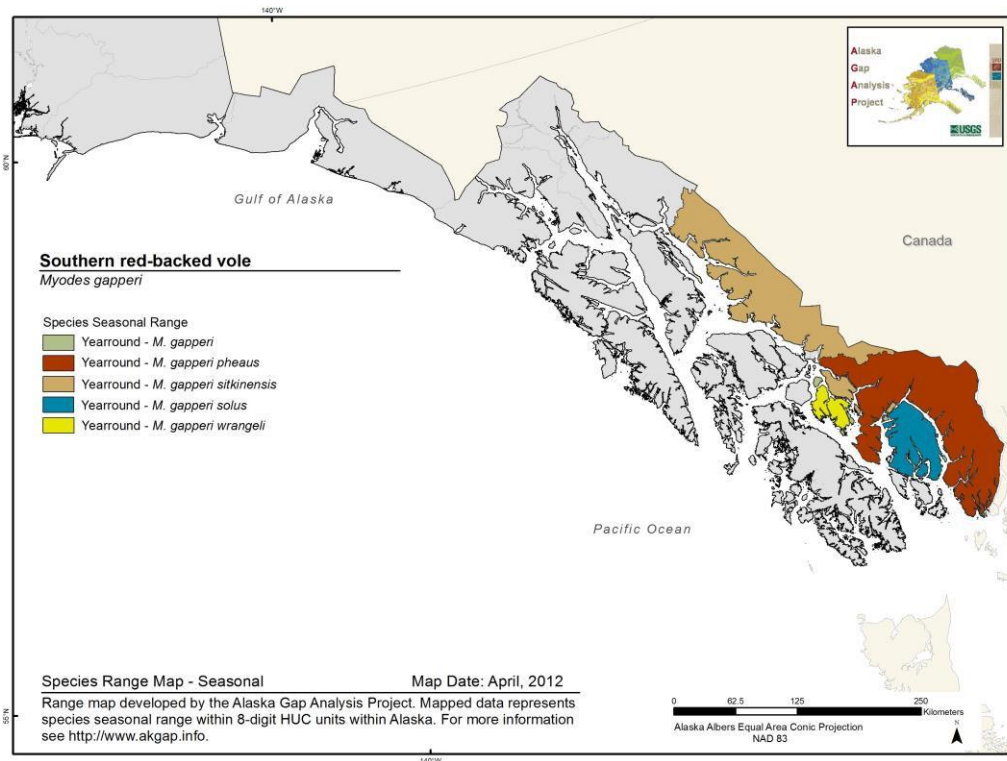 140°W
Alaska
Gap
Analysis
Project
USGS
60°N
Gulf of Alaska
Canada
Southern red-backed vole
Myodes gapperi
Species Seasonal Range
Yearround - M. gapperi
Yearround - M. gapperi pheaus
Yearround - M. gapperi sitkinensis
Yearround - M. gapperi solus
Yearround - M. gapperi wrangeli
Pacific Ocean
Species Range Map - Seasonal Map Date: April, 2012
Range map developed by the Alaska Gap Analysis Project. Mapped data represents
species seasonal range within 8-digit HUC units within Alaska. For more information
see http://www.akgap.info.
0 62.5 125 250
Kilometers
Alaska Albers Equal Area Conic Projection
NAD 83
N
55°N
140°W